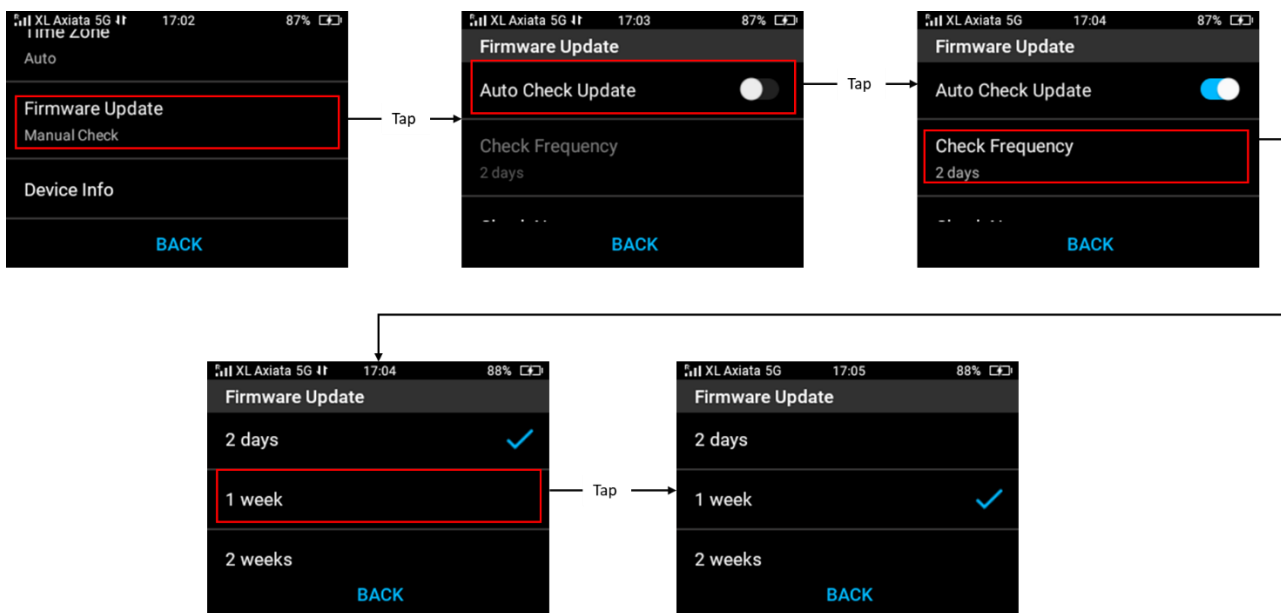 XL Axiata 5G 17:02 87%
Time Zone
Auto
Firmware Update
Manual Check
Device Info
BACK
Tap
XL Axiata 5G 17:03 87%
Firmware Update
Auto Check Update
Check Frequency
2 days
BACK
Tap
XL Axiata 5G 17:04 87%
Firmware Update
Auto Check Update
Check Frequency
2 days
BACK
XL Axiata 5G 17:04 88%
Firmware Update
2 days
1 week
2 weeks
BACK
Tap
XL Axiata 5G 17:05 88%
Firmware Update
2 days
1 week
2 weeks
BACK